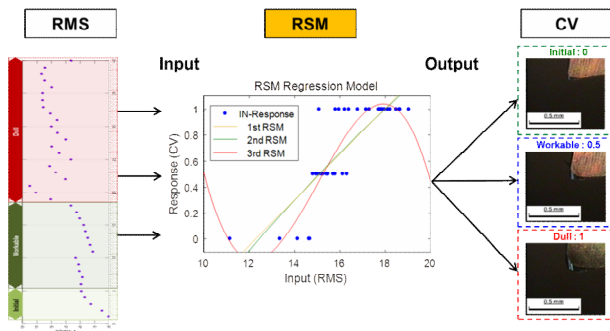 RMS
RSM
CV
Input
Output
Dull
Workable
Initial
RSM Regression Model
IN-Response
1st RSM
2nd RSM
3rd RSM
Response (CV)
1
0.8
0.6
0.4
0.2
0
10
12
14
16
18
20
Input (RMS)
Initial : 0
0.5 mm
Workable : 0.5
0.5 mm
Dull : 1
0.5 mm